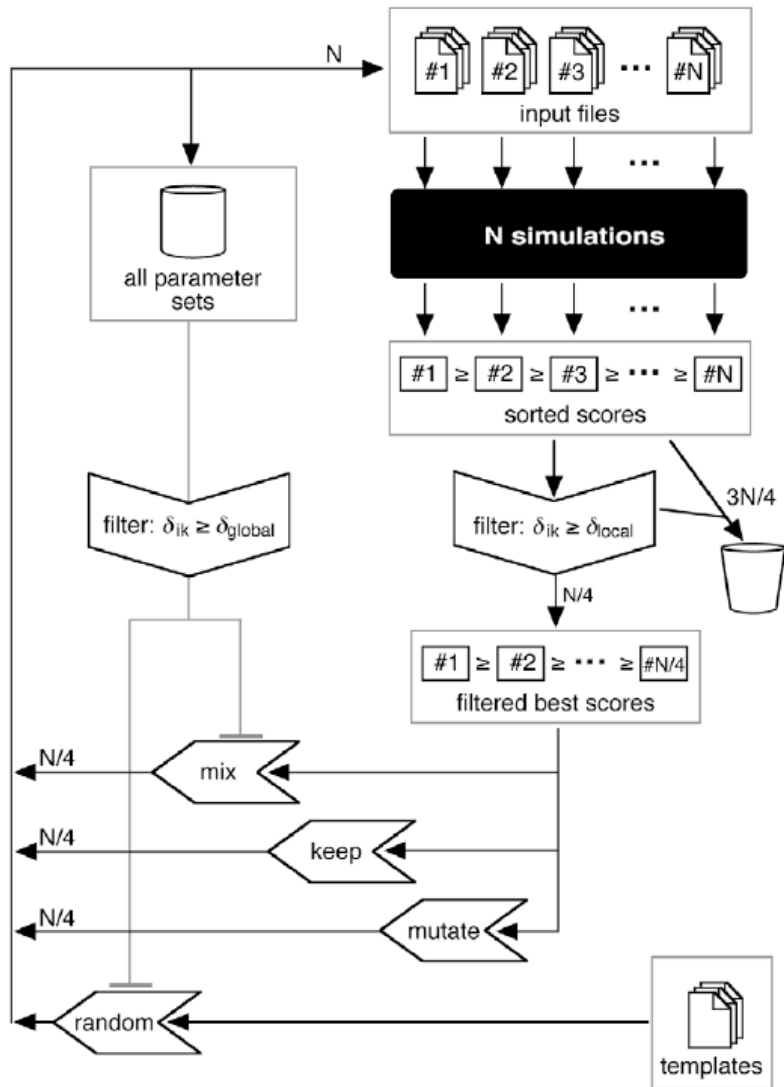 N
#1 #2 #3 ... #N
input files
...
N simulations
...
all parameter
sets
#1 ≥ #2 ≥ #3 ≥ ... ≥ #N
sorted scores
3N/4
filter: δik ≥ δglobal
filter: δik ≥ δlocal
N/4
#1 ≥ #2 ≥ ... ≥ #N/4
filtered best scores
N/4
mix
N/4
keep
N/4
mutate
random
templates